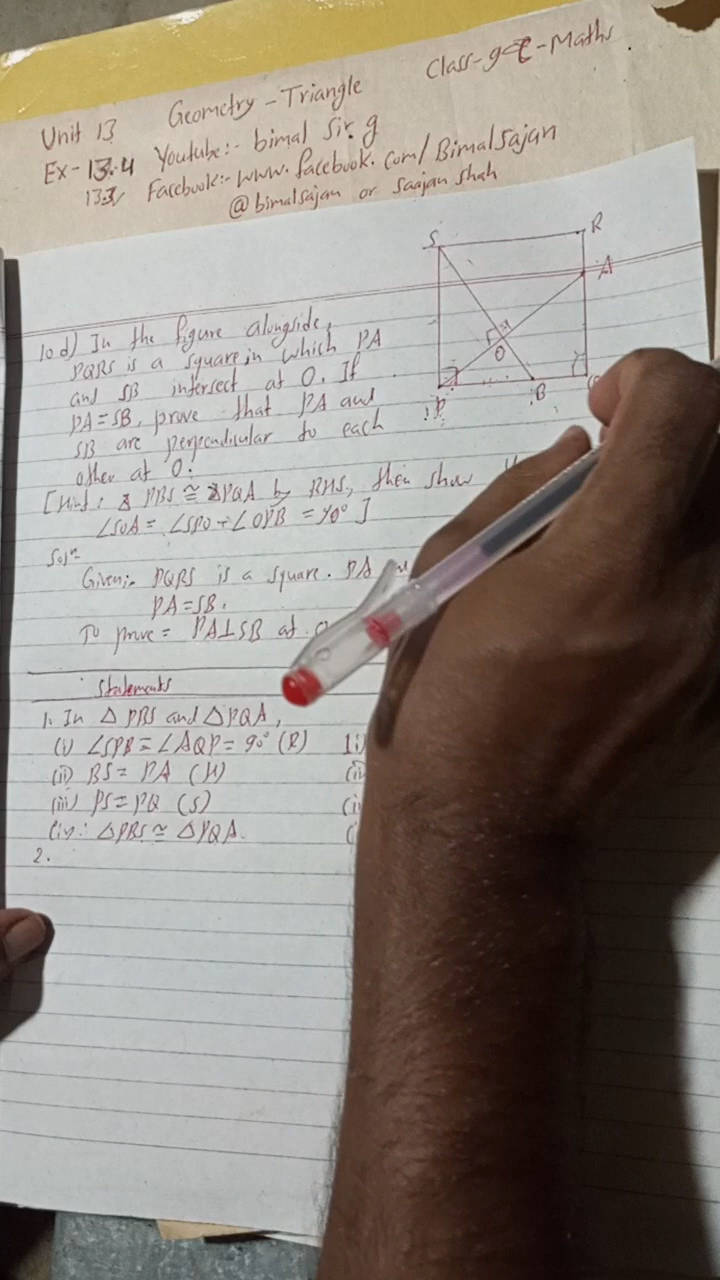 Unit 13 Geometry - Triangle Class-9 - Maths
Ex- 13.4 Youtube:- bimal sir g
13.3 Facebook:- www.facebook.com/Bimalsajan
@bimalsajan or Saajan Shah
S R
A
O
P B
10 d) In the figure alongside,
PQRS is a square in which PA
and SB intersect at O. If
PA=SB, prove that PA and
SB are perpendicular to each
other at O.
[Hint: Δ PBS ≅ ΔPQA by RHS, then show
∠SOA = ∠SPO + ∠OPB = 90° ]
Solⁿ
Given:- PQRS is a square. PA
PA=SB.
To prove = PA⊥SB at
Statements
1. In Δ PBS and ΔPQA,
(i) ∠SPB = ∠AQP = 90° (R) (i)
(ii) BS = PA (H) (ii
(iii) PS = PQ (S) (i
(iv) ∴ ΔPBS ≅ ΔPQA. (
2.